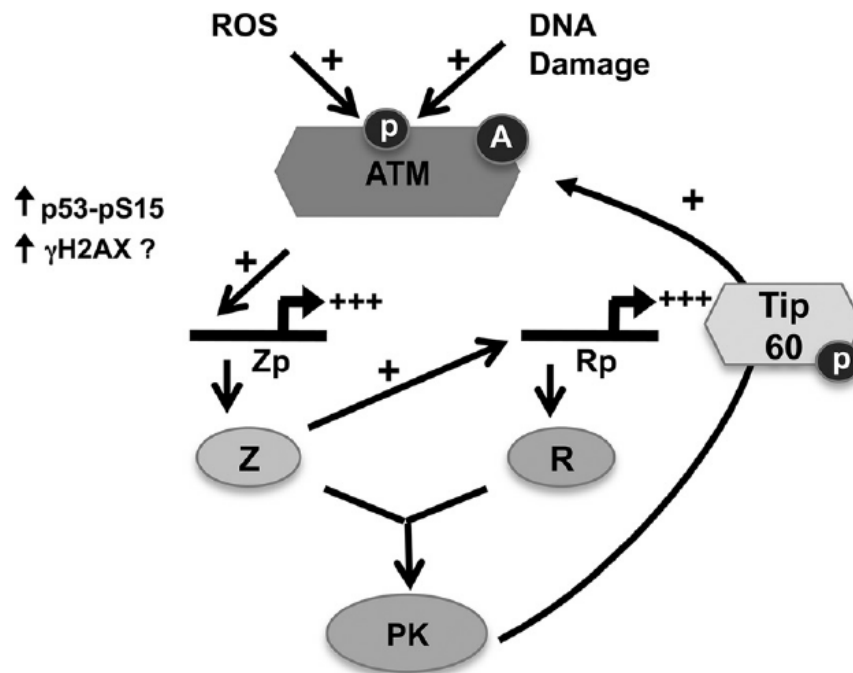 ROS
DNA
Damage
+
+
p
A
ATM
+
p53-pS15
γH2AX ?
+
+++
+++
Tip
60
p
Zp
Rp
+
Z
R
PK